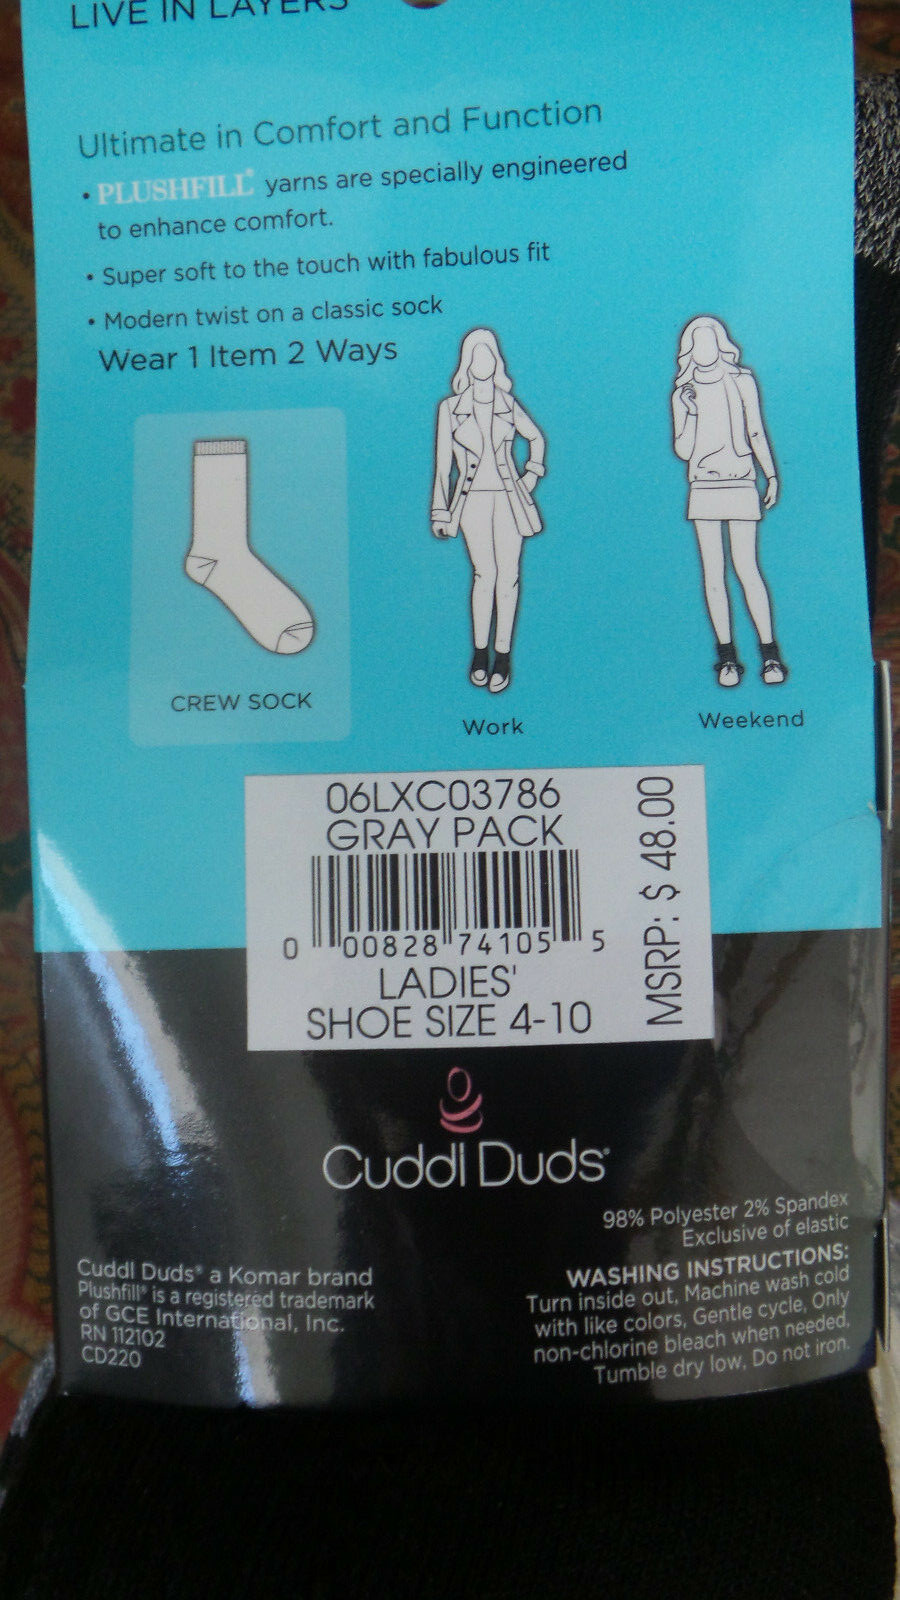 LIVE IN LAYERS
Ultimate in Comfort and Function
• PLUSHFILL® yarns are specially engineered
to enhance comfort.
• Super soft to the touch with fabulous fit
• Modern twist on a classic sock
Wear 1 Item 2 Ways
CREW SOCK
Work
Weekend
06LXC03786
GRAY PACK
0 00828 74105 5
LADIES'
SHOE SIZE 4-10
MSRP: $ 48.00
Cuddl Duds®
98% Polyester 2% Spandex
Exclusive of elastic
WASHING INSTRUCTIONS:
Turn inside out, Machine wash cold
with like colors, Gentle cycle, Only
non-chlorine bleach when needed,
Tumble dry low, Do not iron.
Cuddl Duds® a Komar brand
Plushfill® is a registered trademark
of GCE International, Inc.
RN 112102
CD220